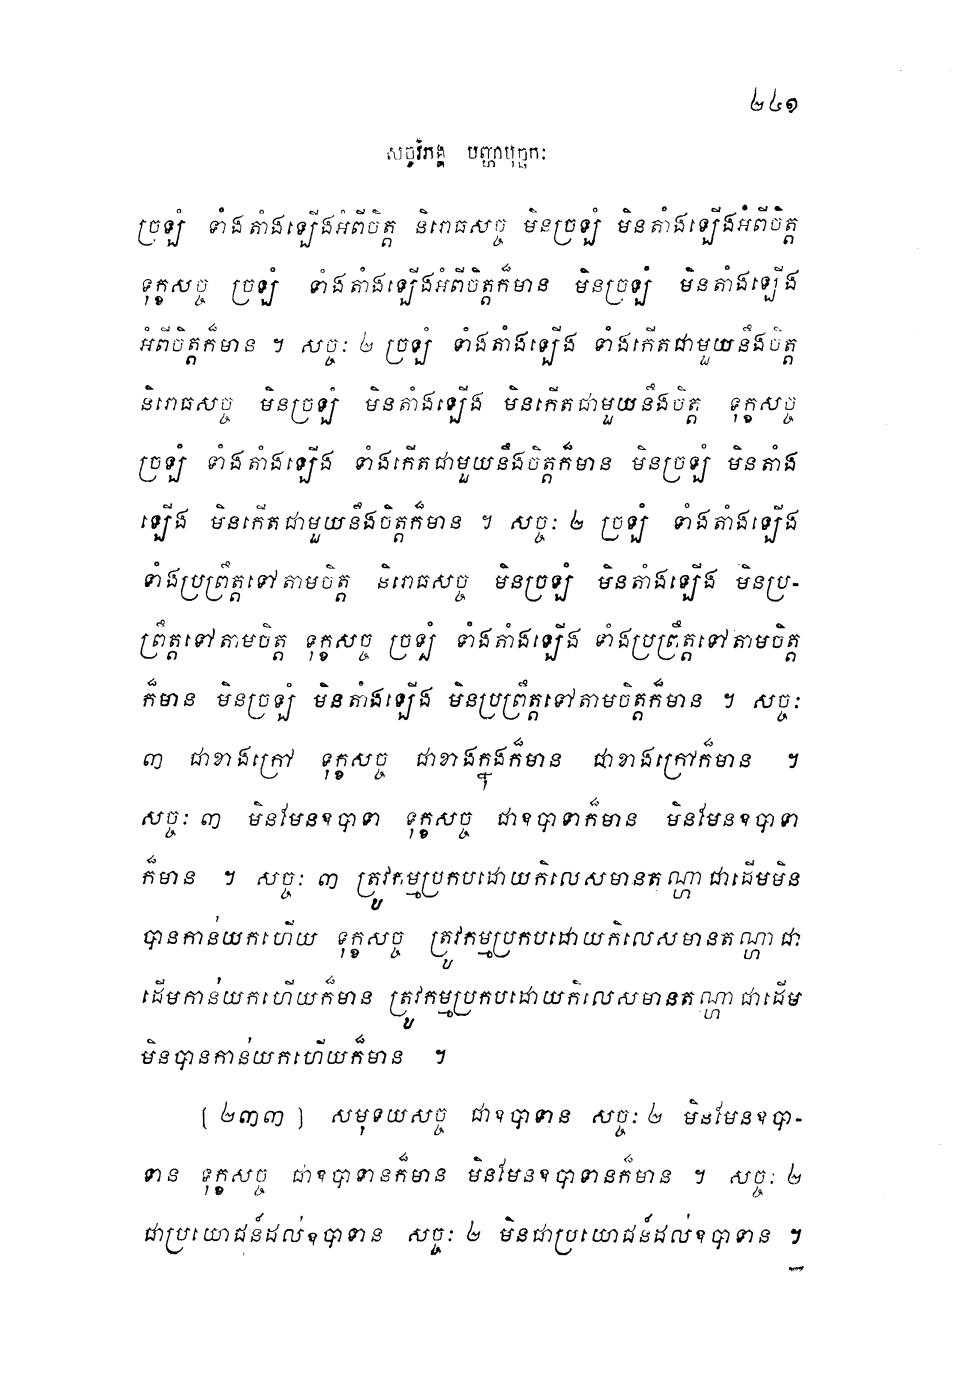 ២៤១
សច្ចវិភង្គ បញ្ហាបុច្ឆកៈ
ច្រឡំ ទាំងតាំងឡើងអំពីចិត្ត និរោធសច្ច មិនច្រឡំ មិនតាំងឡើងអំពីចិត្ត
ទុក្ខសច្ច ច្រឡំ ទាំងតាំងឡើងអំពីចិត្តក៏មាន មិនច្រឡំ មិនតាំងឡើង
អំពីចិត្តក៏មាន ។ សច្ចៈ ២ ច្រឡំ ទាំងតាំងឡើង ទាំងកើតជាមួយនឹងចិត្ត
និរោធសច្ច មិនច្រឡំ មិនតាំងឡើង មិនកើតជាមួយនឹងចិត្ត ទុក្ខសច្ច
ច្រឡំ ទាំងតាំងឡើង ទាំងកើតជាមួយនឹងចិត្តក៏មាន មិនច្រឡំ មិនតាំង
ឡើង មិនកើតជាមួយនឹងចិត្តក៏មាន ។ សច្ចៈ ២ ច្រឡំ ទាំងតាំងឡើង
ទាំងប្រព្រឹត្តទៅតាមចិត្ត និរោធសច្ច មិនច្រឡំ មិនតាំងឡើង មិនប្រ-
ព្រឹត្តទៅតាមចិត្ត ទុក្ខសច្ច ច្រឡំ ទាំងតាំងឡើង ទាំងប្រព្រឹត្តទៅតាមចិត្ត
ក៏មាន មិនច្រឡំ មិនតាំងឡើង មិនប្រព្រឹត្តទៅតាមចិត្តក៏មាន ។ សច្ចៈ
៣ ជាខាងក្រៅ ទុក្ខសច្ច ជាខាងក្នុងក៏មាន ជាខាងក្រៅក៏មាន ។
សច្ចៈ ៣ មិនមែនឧបាទា ទុក្ខសច្ច ជាឧបាទាក៏មាន មិនមែនឧបាទា
ក៏មាន ។ សច្ចៈ ៣ ត្រូវកម្មប្រកបដោយកិលេសមានតណ្ហាជាដើមមិន
បានកាន់យកហើយ ទុក្ខសច្ច ត្រូវកម្មប្រកបដោយកិលេសមានតណ្ហាជា
ដើមកាន់យកហើយក៏មាន ត្រូវកម្មប្រកបដោយកិលេសមានតណ្ហាជាដើម
មិនបានកាន់យកហើយក៏មាន ។
[ ២៣៣ ] សមុទយសច្ច ជាឧបាទាន សច្ចៈ ២ មិនមែនឧបា-
ទាន ទុក្ខសច្ច ជាឧបាទានក៏មាន មិនមែនឧបាទានក៏មាន ។ សច្ចៈ ២
ជាប្រយោជន៍ដល់ឧបាទាន សច្ចៈ ២ មិនជាប្រយោជន៍ដល់ឧបាទាន ។